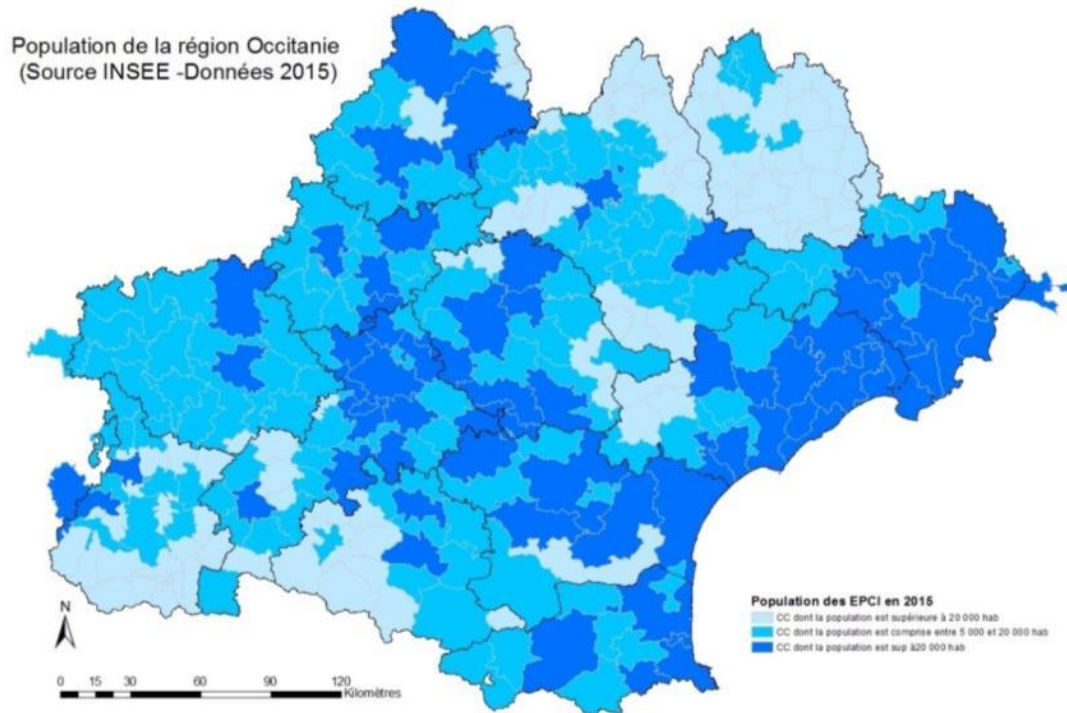 Population de la région Occitanie
(Source INSEE -Données 2015)
N
0 15 30 60 90 120
Kilomètres
Population des EPCI en 2015
CC dont la population est supérieure à 20 000 hab
CC dont la population est comprise entre 5 000 et 20 000 hab
CC dont la population est sup à20 000 hab